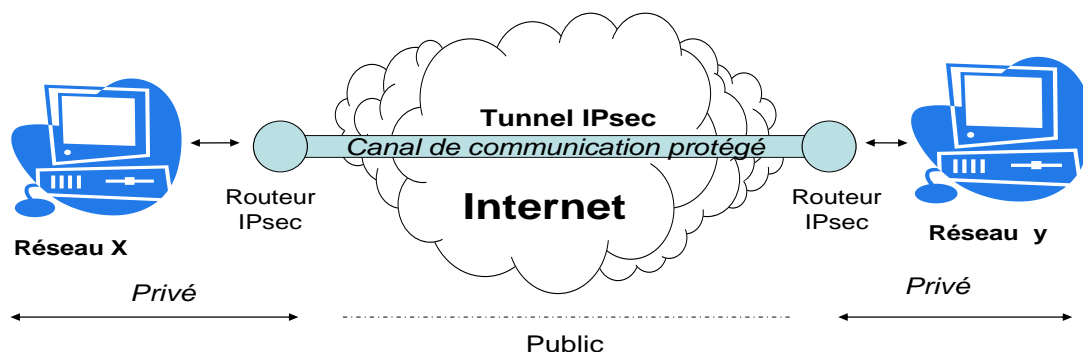 Tunnel IPsec
Canal de communication protégé
Routeur
IPsec
Internet
Routeur
IPsec
Réseau X
Réseau y
Privé
Privé
Public